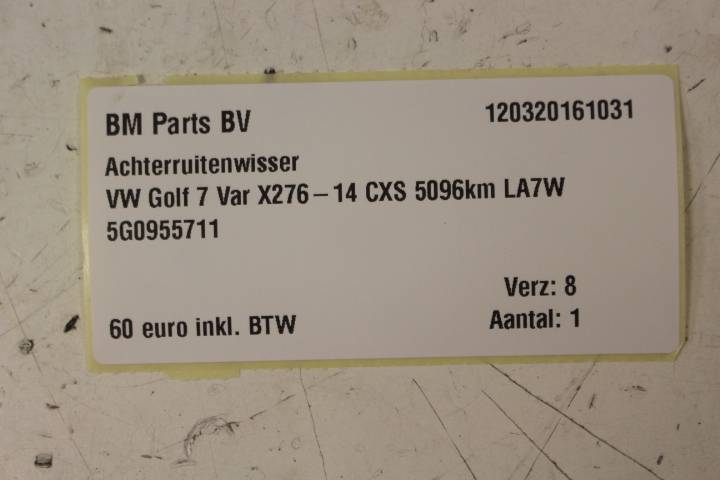 BM Parts BV 120320161031
Achterruitenwisser
VW Golf 7 Var X276 – 14 CXS 5096km LA7W
5G0955711
Verz: 8
60 euro inkl. BTW Aantal: 1